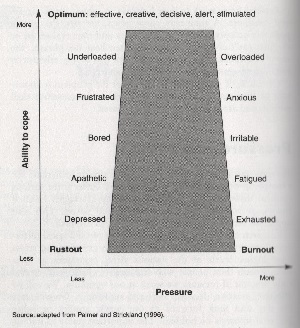 More
Optimum: effective, creative, decisive, alert, stimulated
Underloaded
Overloaded
Frustrated
Anxious
Bored
Irritable
Apathetic
Fatigued
Depressed
Exhausted
Rustout
Burnout
Ability to cope
Less
Less
More
Pressure
Source: adapted from Palmer and Strickland (1996).